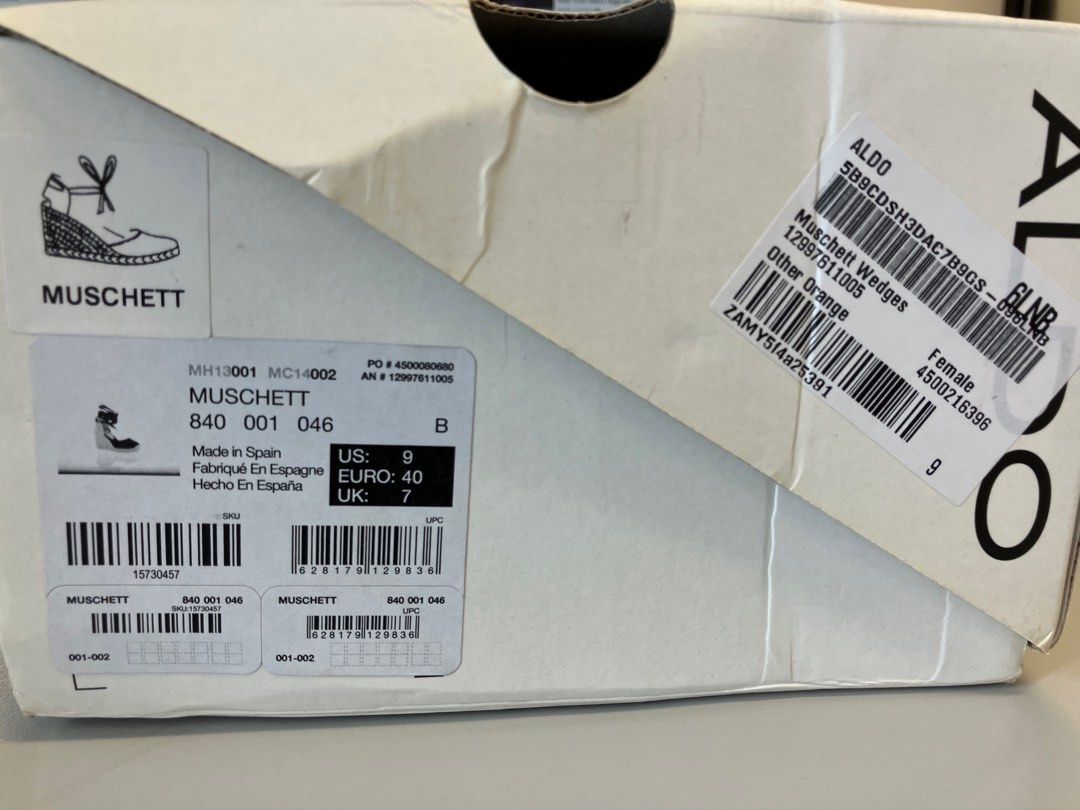 MUSCHETT
MH13001 MC14002
PO # 4500080680
AN # 12997611005
MUSCHETT
840 001 046 B
Made in Spain
Fabriqué En Espagne
Hecho En España
US: 9
EURO: 40
UK: 7
SKU
15730457
UPC
628179129836
MUSCHETT 840 001 046
SKU:15730457
001-002
MUSCHETT 840 001 046
UPC
628179129836
001-002
ALDO
ALDO
Muschett Wedges
12997611005
Other Orange
GLNB
Female
4500216396
9